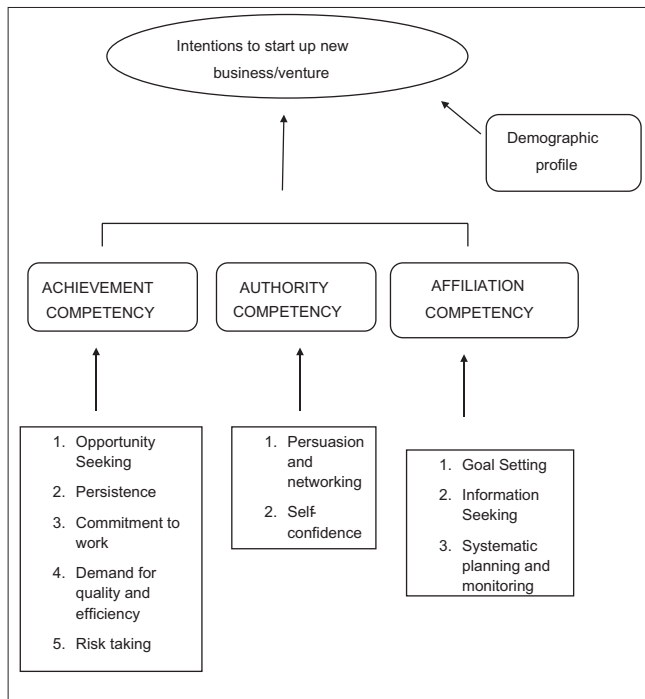 Intentions to start up new
business/venture
Demographic
profile
ACHIEVEMENT
COMPETENCY
AUTHORITY
COMPETENCY
AFFILIATION
COMPETENCY
1. Opportunity
Seeking
2. Persistence
3. Commitment to
work
4. Demand for
quality and
efficiency
5. Risk taking
1. Persuasion
and
networking
2. Self-
confidence
1. Goal Setting
2. Information
Seeking
3. Systematic
planning and
monitoring